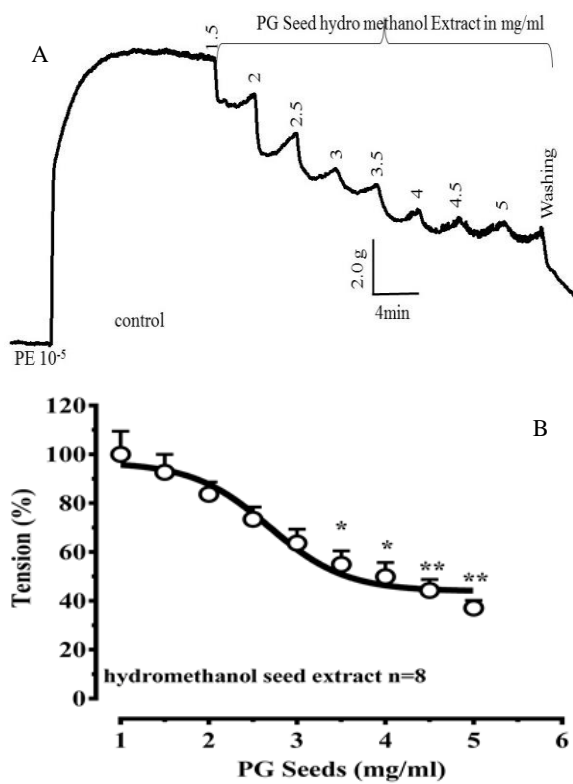 PG Seed hydro methanol Extract in mg/ml
A
1.5
2
2.5
3
3.5
4
4.5
5
Washing
2.0 g
4min
control
PE 10-5
B
120
100
80
60
40
20
0
Tension (%)
*
*
**
**
hydromethanol seed extract n=8
1 2 3 4 5 6
PG Seeds (mg/ml)